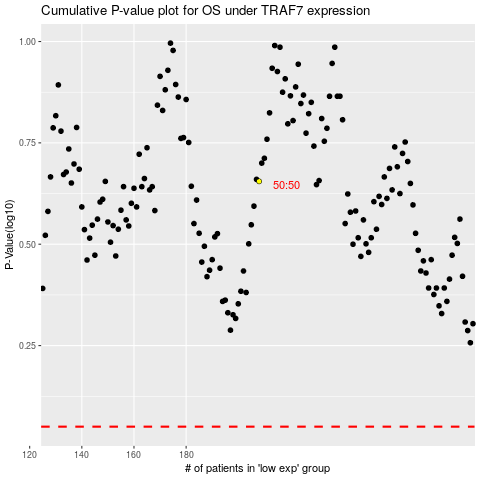 Cumulative P-value plot for OS under TRAF7 expression
P-Value(log10)
1.00
0.75
0.50
0.25
50:50
120 140 160 180
# of patients in 'low exp' group